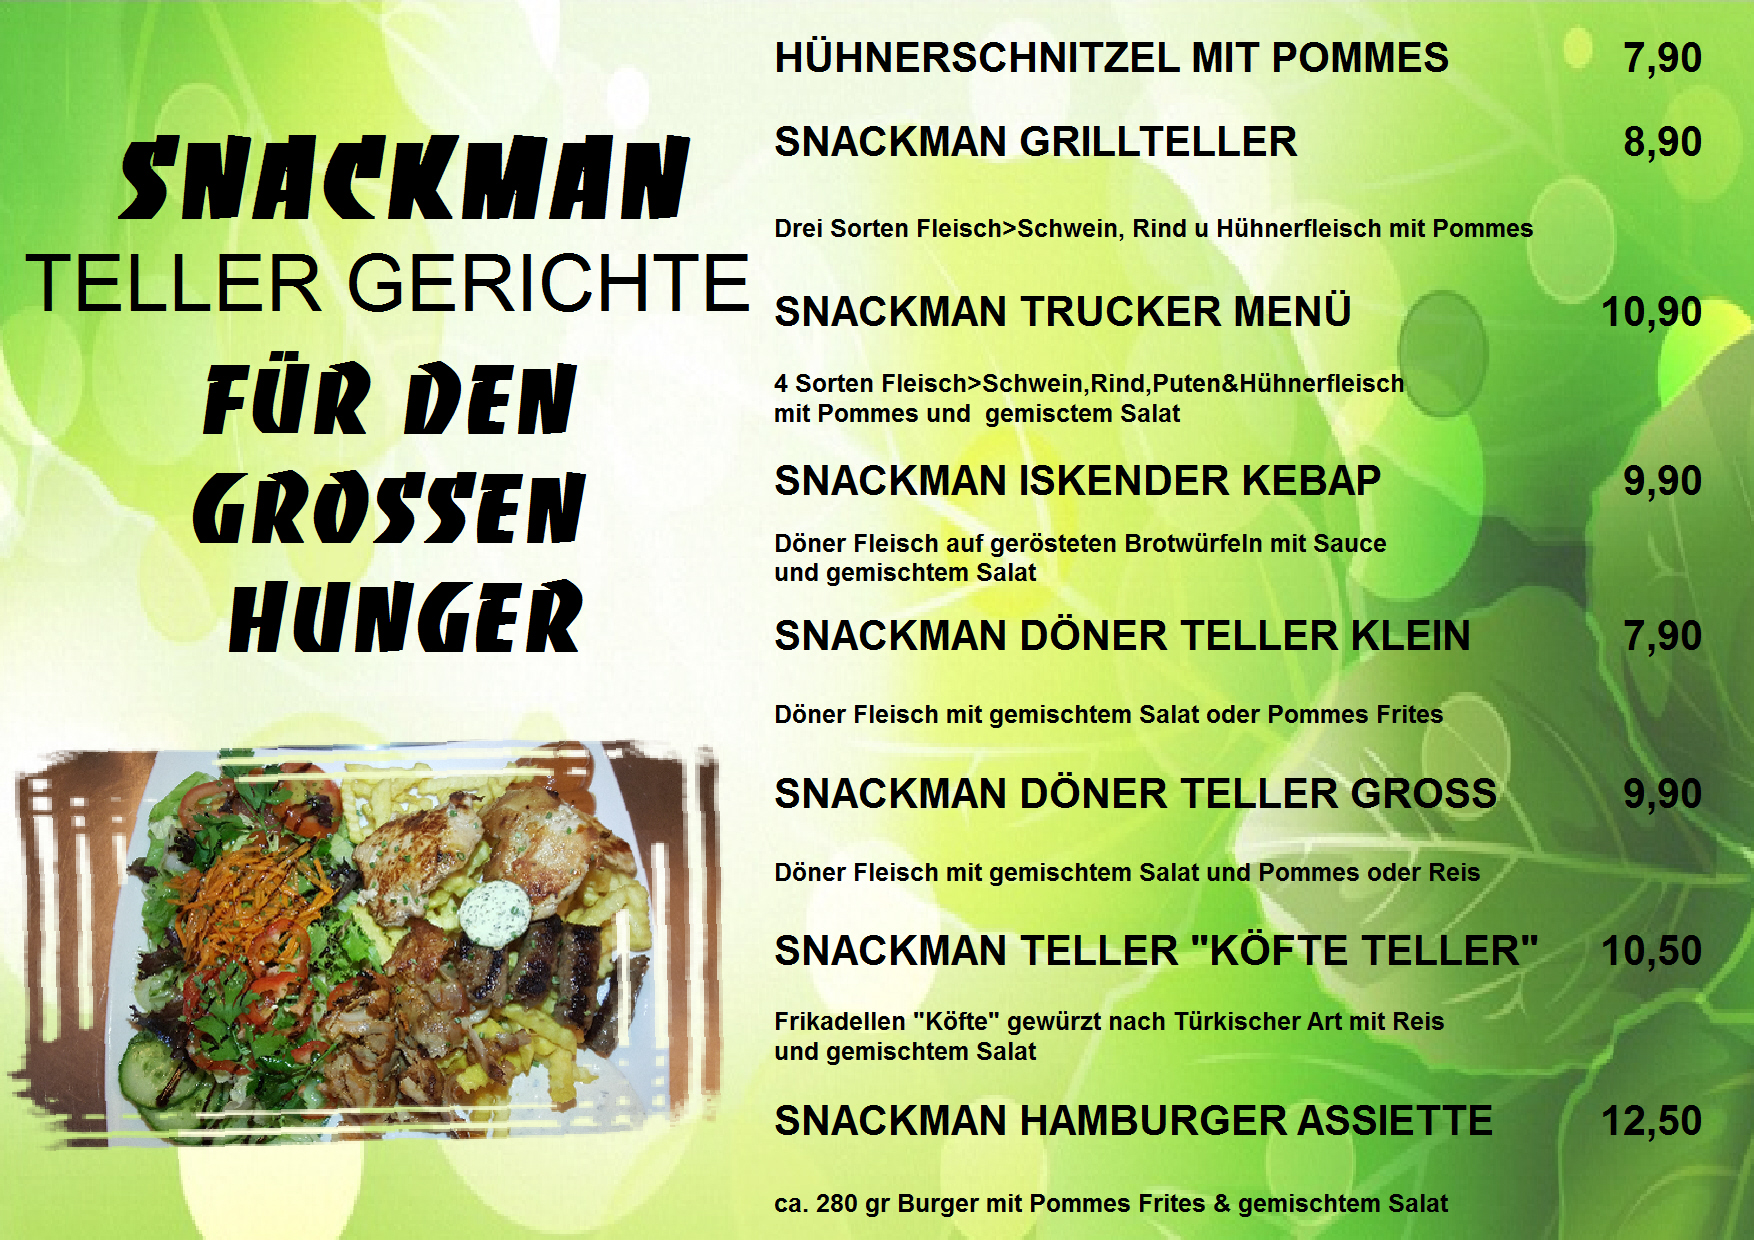 SNACKMAN
TELLER GERICHTE
FÜR DEN
GROSSEN
HUNGER
HÜHNERSCHNITZEL MIT POMMES 7,90
SNACKMAN GRILLTELLER 8,90
Drei Sorten Fleisch>Schwein, Rind u Hühnerfleisch mit Pommes
SNACKMAN TRUCKER MENÜ 10,90
4 Sorten Fleisch>Schwein,Rind,Puten&Hühnerfleisch
mit Pommes und gemisctem Salat
SNACKMAN ISKENDER KEBAP 9,90
Döner Fleisch auf gerösteten Brotwürfeln mit Sauce
und gemischtem Salat
SNACKMAN DÖNER TELLER KLEIN 7,90
Döner Fleisch mit gemischtem Salat oder Pommes Frites
SNACKMAN DÖNER TELLER GROSS 9,90
Döner Fleisch mit gemischtem Salat und Pommes oder Reis
SNACKMAN TELLER "KÖFTE TELLER" 10,50
Frikadellen "Köfte" gewürzt nach Türkischer Art mit Reis
und gemischtem Salat
SNACKMAN HAMBURGER ASSIETTE 12,50
ca. 280 gr Burger mit Pommes Frites & gemischtem Salat